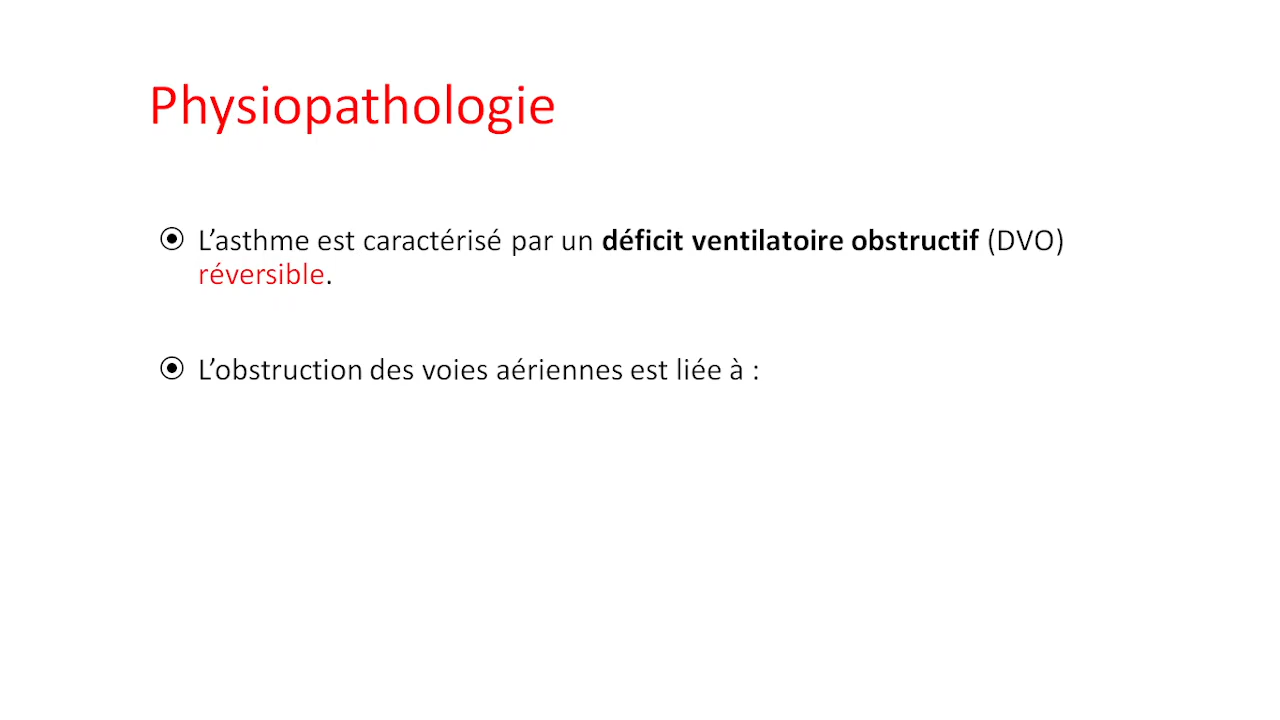 Physiopathologie
L’asthme est caractérisé par un déficit ventilatoire obstructif (DVO)
réversible.
L’obstruction des voies aériennes est liée à :